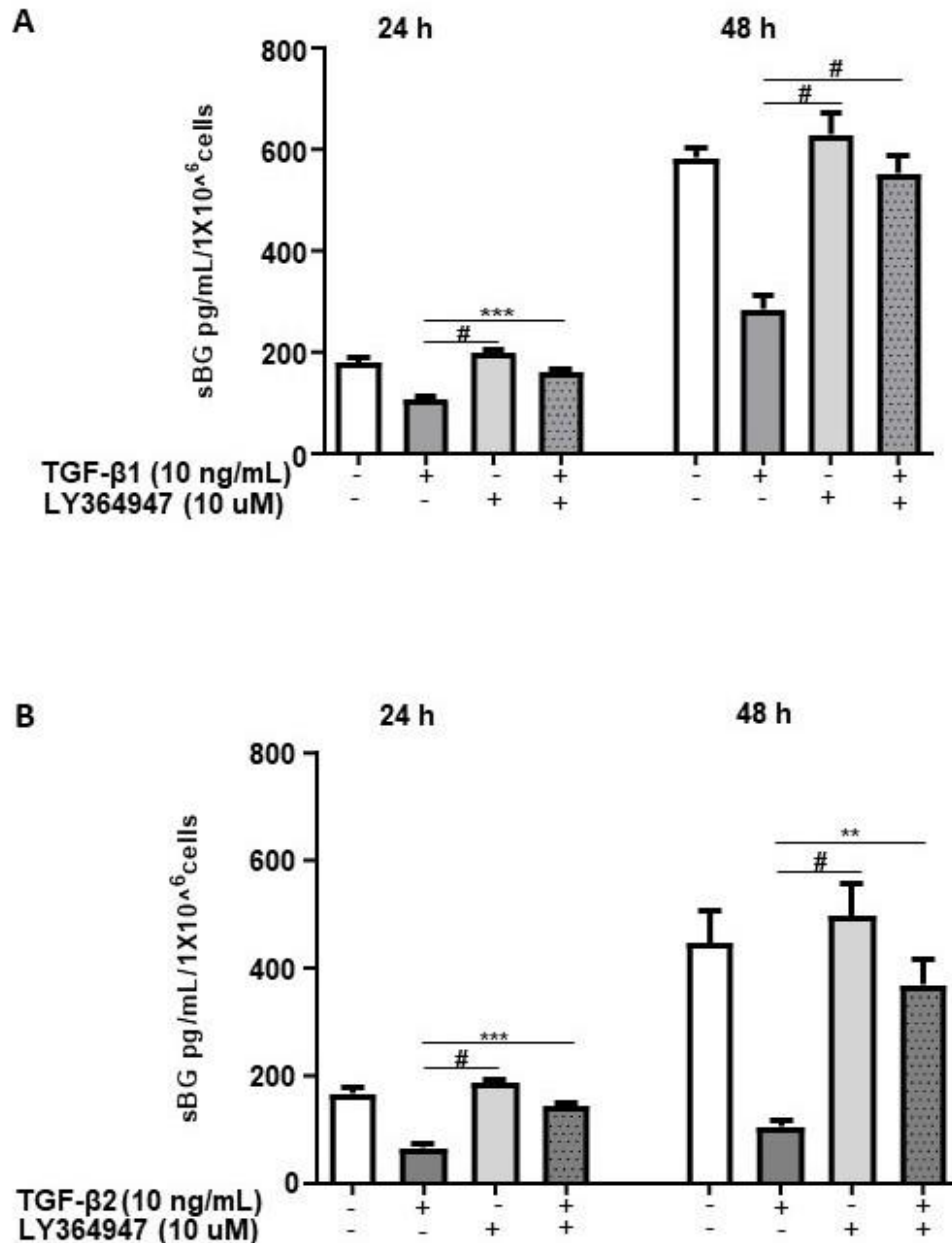 A
24 h 48 h
800
600
400
200
0
sBG pg/mL/1X10^6cells
# 
#
***
#
TGF-β1 (10 ng/mL) - + - + - + - +
LY364947 (10 uM) - - + + - - + +
B
24 h 48 h
800
600
400
200
0
sBG pg/mL/1X10^6cells
**
#
***
#
TGF-β2 (10 ng/mL) - + - + - + - +
LY364947 (10 uM) - - + + - - + +